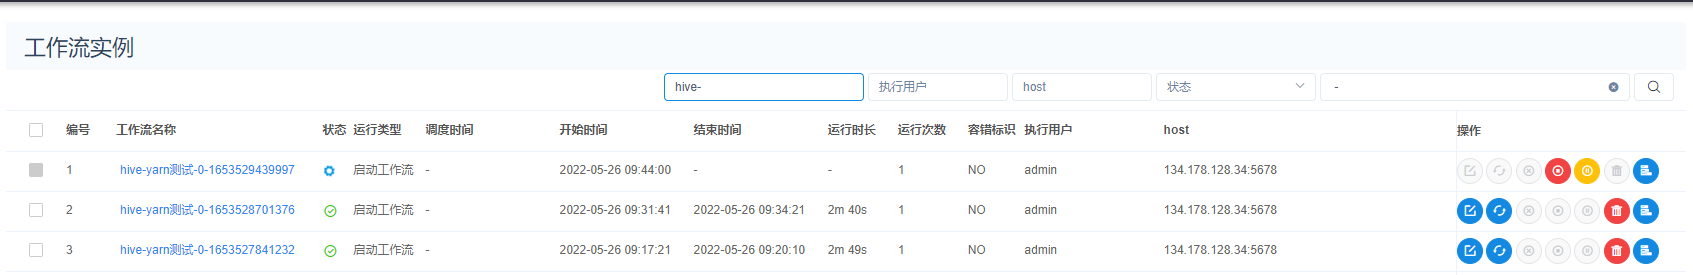 工作流实例
hive- 执行用户 host 状态 -
编号 工作流名称 状态 运行类型 调度时间 开始时间 结束时间 运行时长 运行次数 容错标识 执行用户 host 操作
1 hive-yarn测试-0-1653529439997 启动工作流 - 2022-05-26 09:44:00 - - 1 NO admin 134.178.128.34:5678
2 hive-yarn测试-0-1653528701376 启动工作流 - 2022-05-26 09:31:41 2022-05-26 09:34:21 2m 40s 1 NO admin 134.178.128.34:5678
3 hive-yarn测试-0-1653527841232 启动工作流 - 2022-05-26 09:17:21 2022-05-26 09:20:10 2m 49s 1 NO admin 134.178.128.34:5678